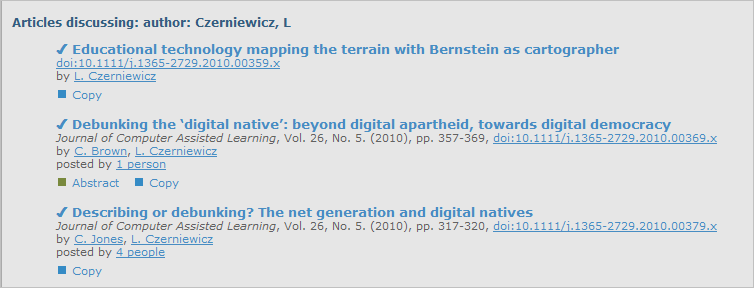 Articles discussing: author: Czerniewicz, L
Educational technology mapping the terrain with Bernstein as cartographer
doi:10.1111/j.1365-2729.2010.00359.x
by L. Czerniewicz
Copy
Debunking the ‘digital native’: beyond digital apartheid, towards digital democracy
Journal of Computer Assisted Learning, Vol. 26, No. 5. (2010), pp. 357-369, doi:10.1111/j.1365-2729.2010.00369.x
by C. Brown, L. Czerniewicz
posted by 1 person
Abstract Copy
Describing or debunking? The net generation and digital natives
Journal of Computer Assisted Learning, Vol. 26, No. 5. (2010), pp. 317-320, doi:10.1111/j.1365-2729.2010.00379.x
by C. Jones, L. Czerniewicz
posted by 4 people
Copy